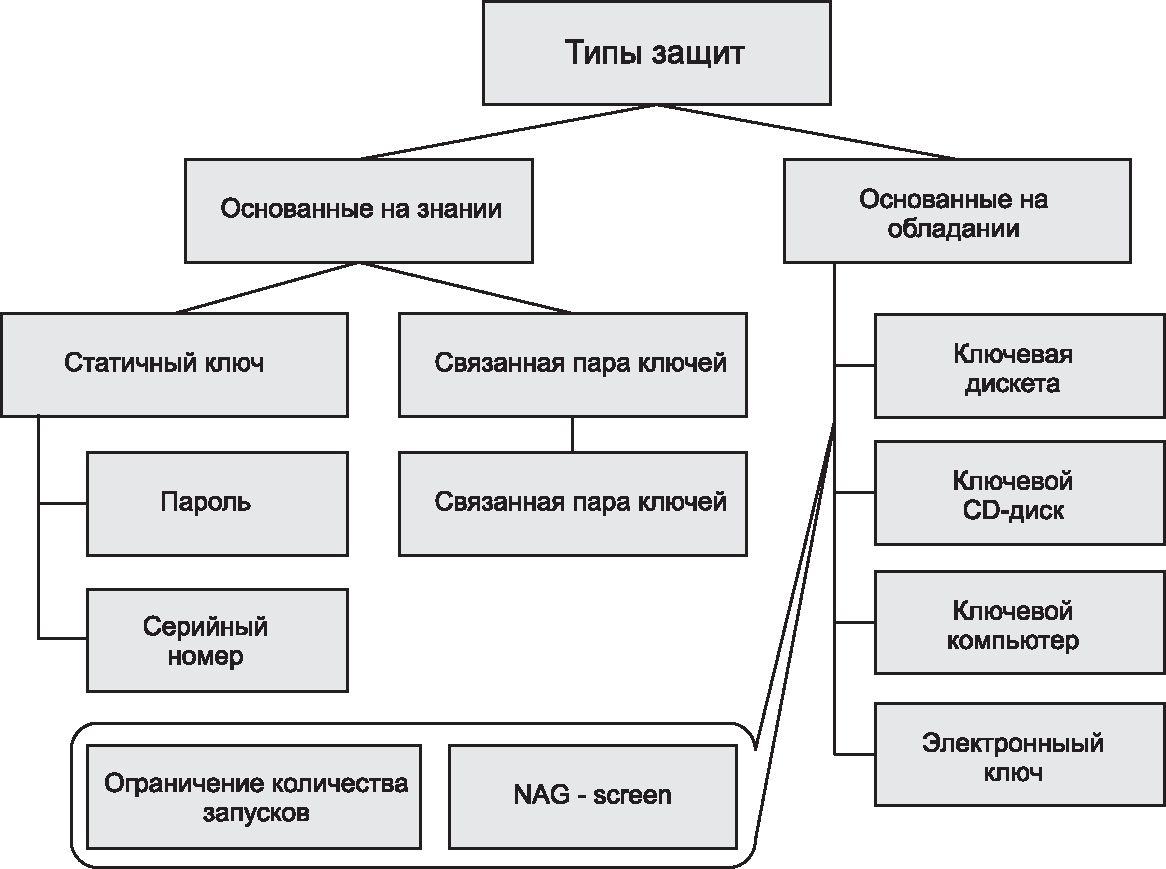 Типы защит
Основанные на знании
Основанные на
обладании
Статичный ключ
Связанная пара ключей
Ключевая
дискета
Пароль
Связанная пара ключей
Ключевой
CD-диск
Серийный
номер
Ключевой
компьютер
Ограничение количества
запусков
NAG - screen
Электронныый
ключ